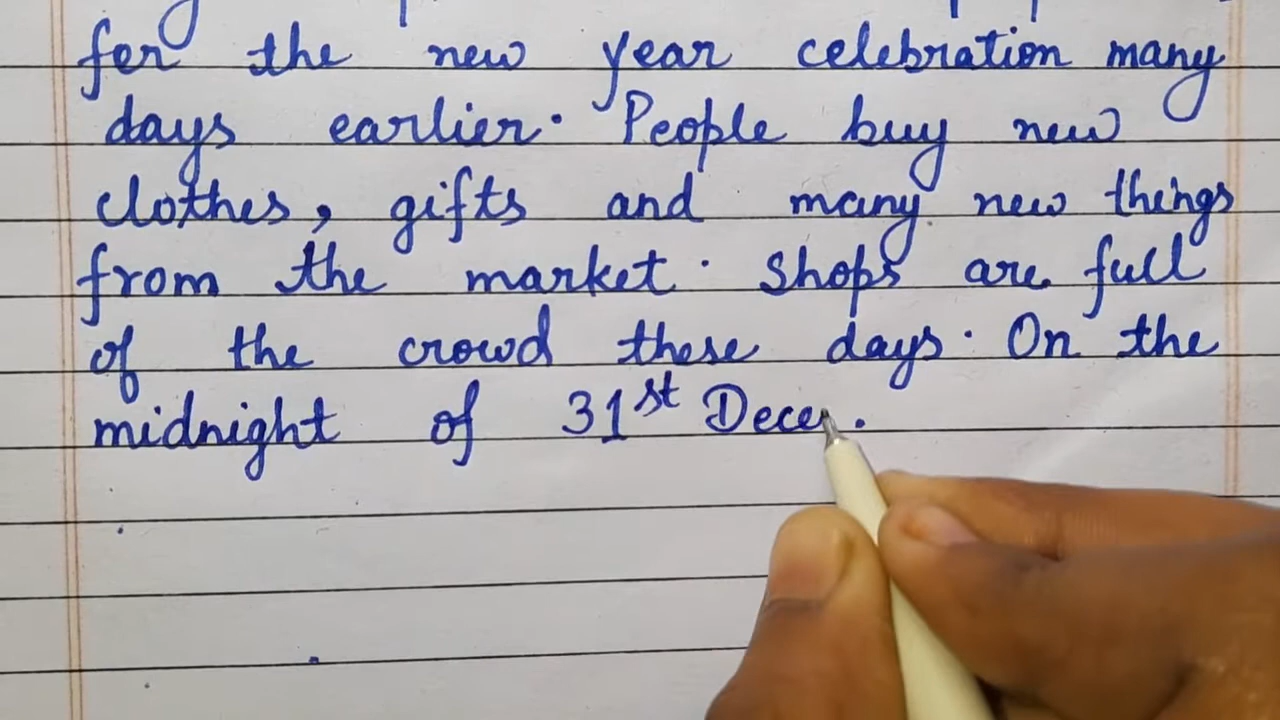 for the new year celebration many
days earlier. People buy new
clothes, gifts and many new things
from the market. Shops are full
of the crowd these days. On the
midnight of 31st Dece